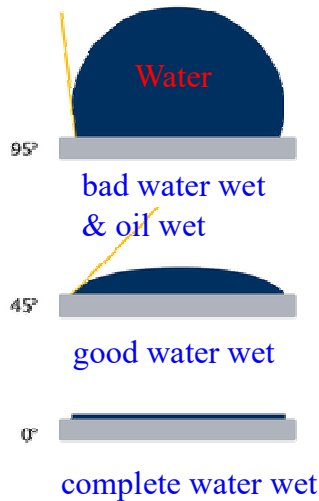 Water
95°
bad water wet
& oil wet
45°
good water wet
0°
complete water wet